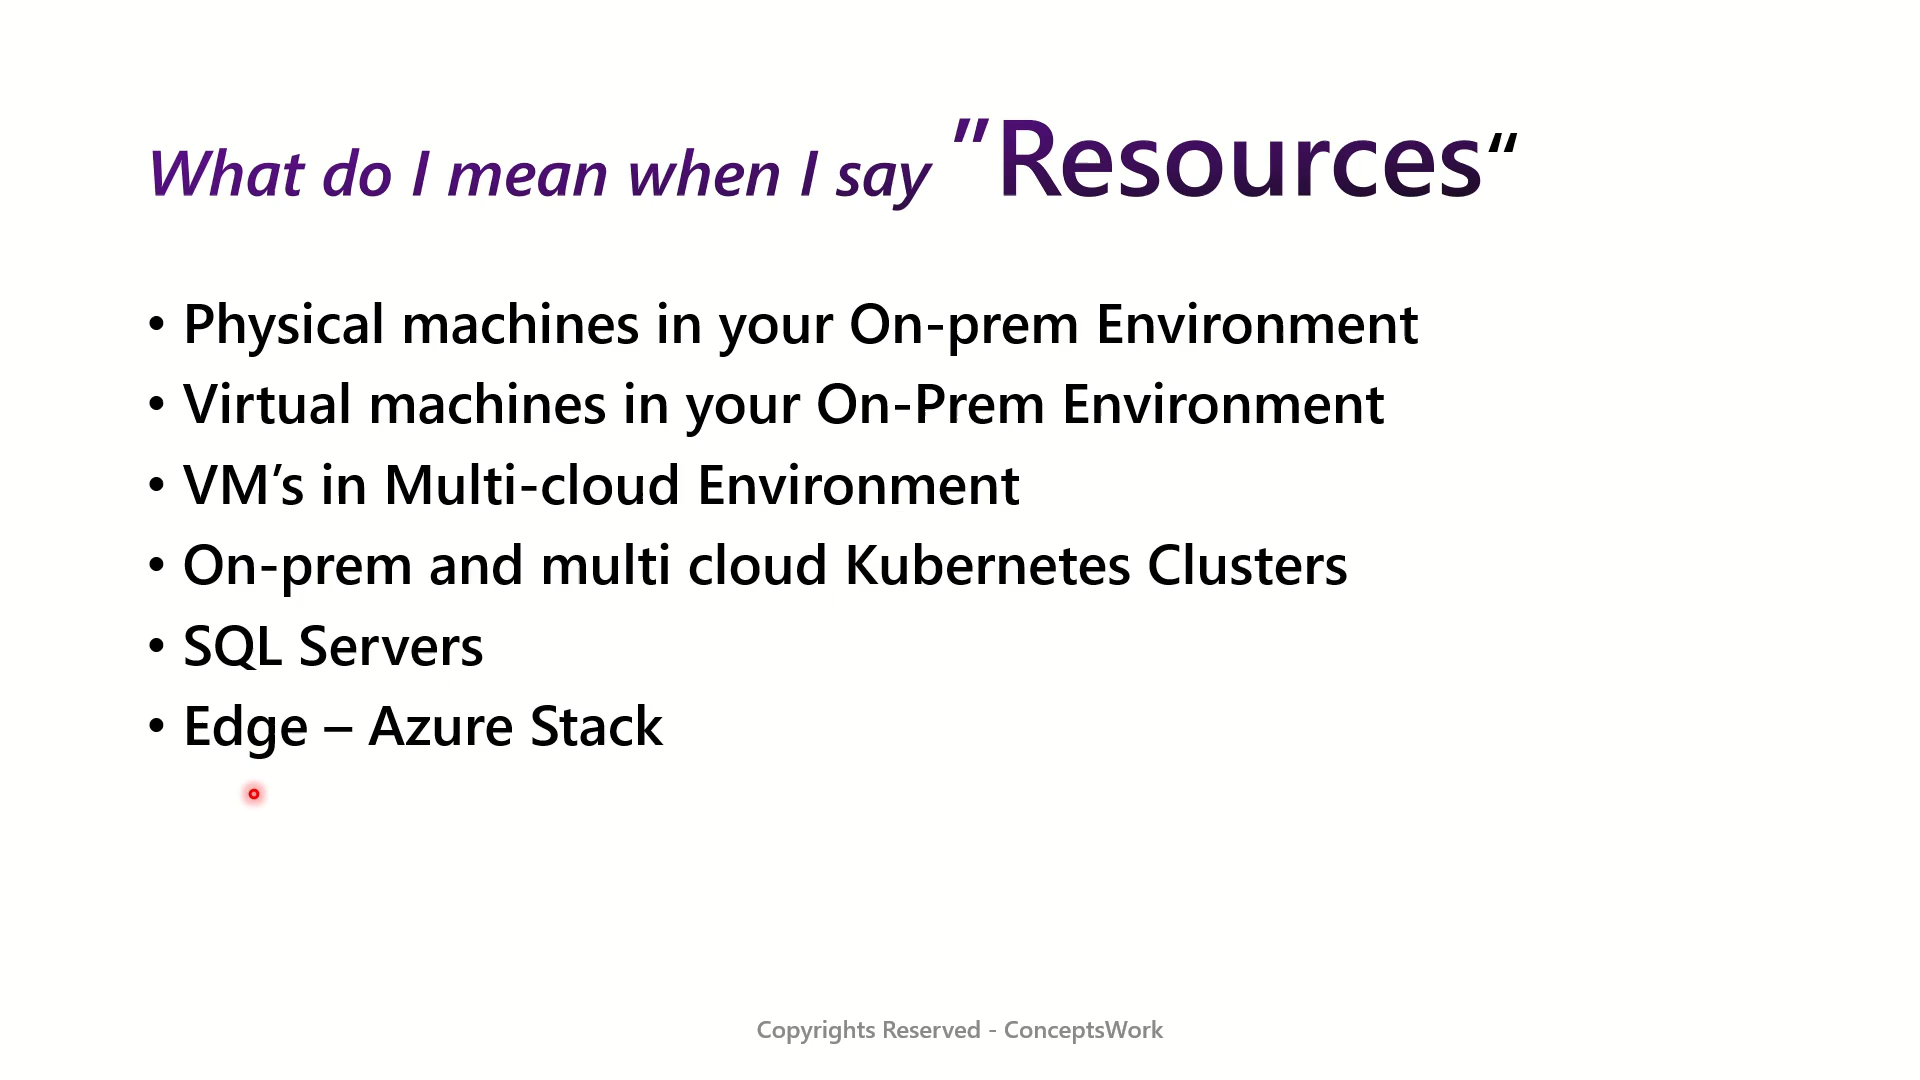 What do I mean when I say ”Resources“
• Physical machines in your On-prem Environment
• Virtual machines in your On-Prem Environment
• VM’s in Multi-cloud Environment
• On-prem and multi cloud Kubernetes Clusters
• SQL Servers
• Edge – Azure Stack
Copyrights Reserved - ConceptsWork